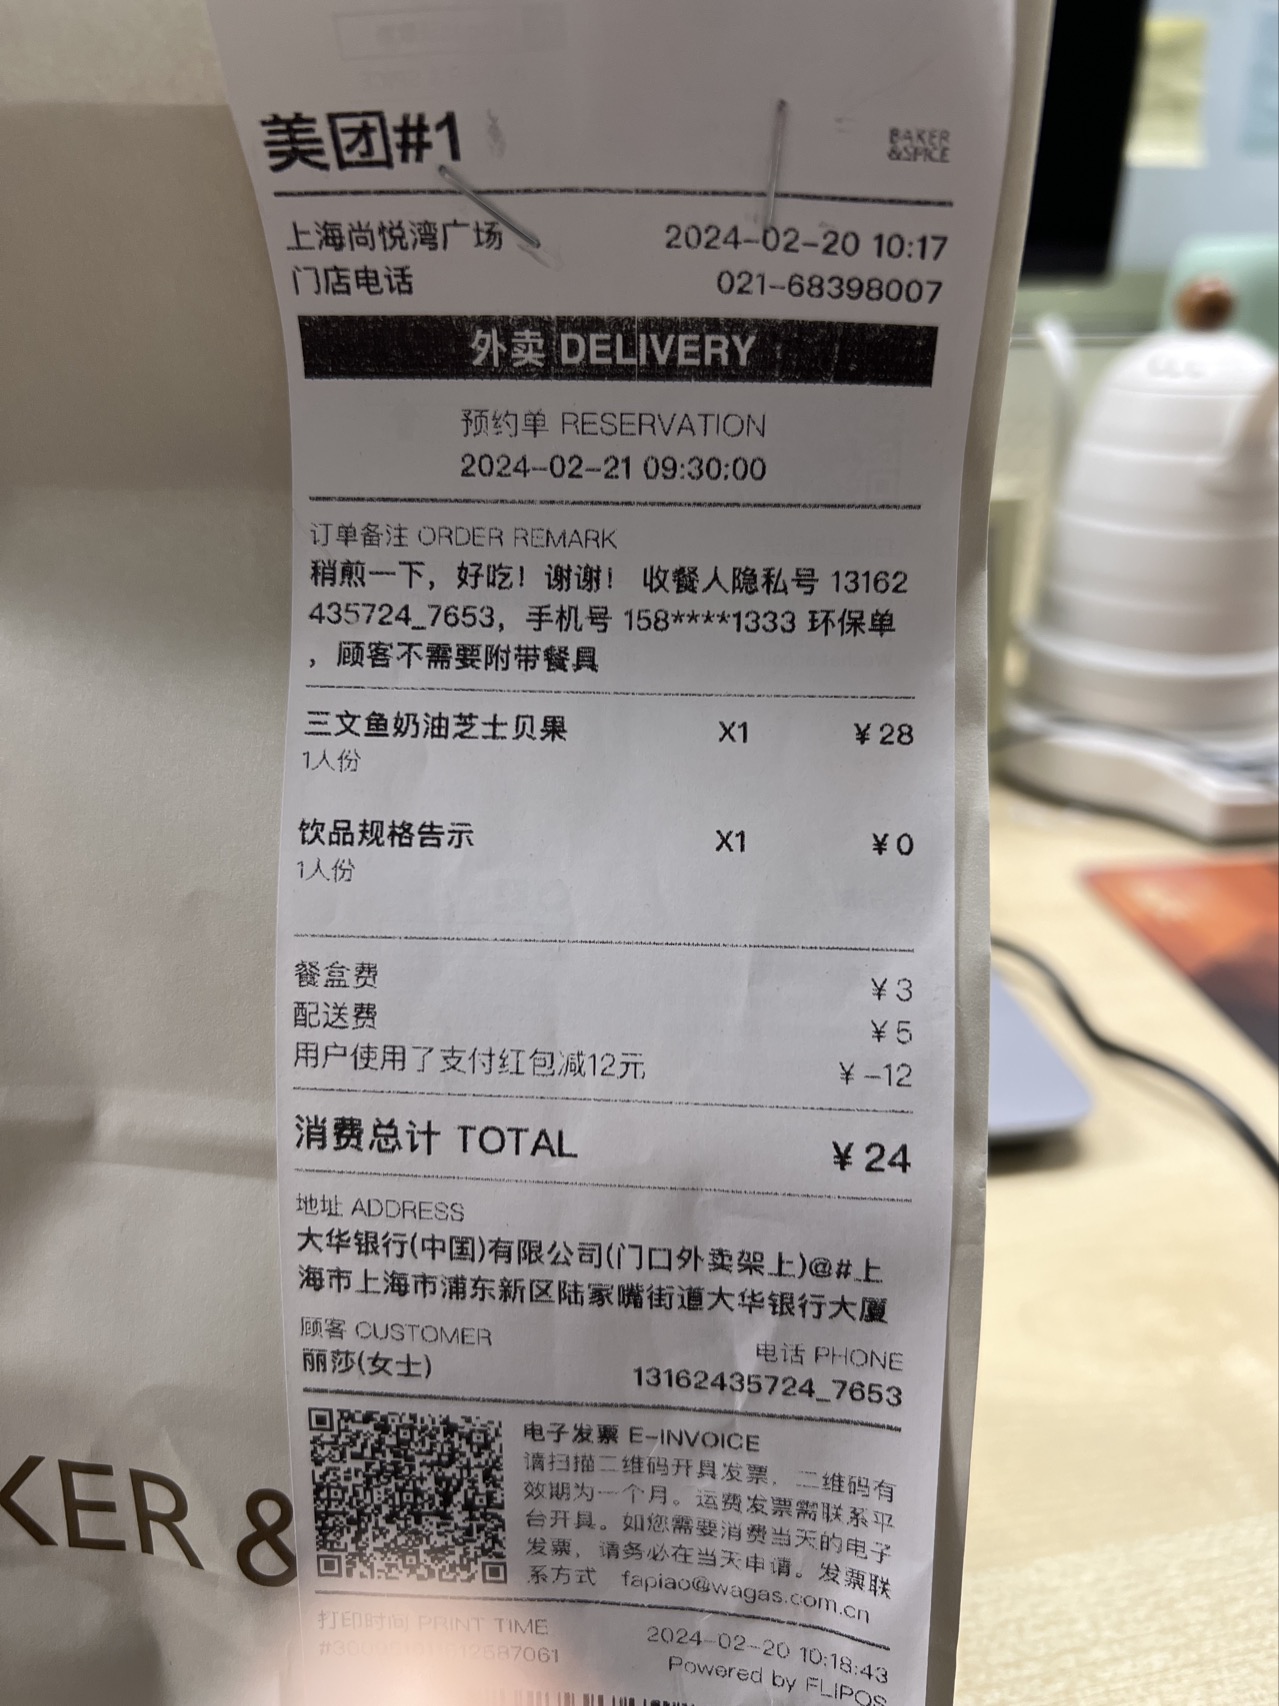 美团#1
BAKER
&SPICE
上海尚悦湾广场 2024-02-20 10:17
门店电话 021-68398007
外卖 DELIVERY
预约单 RESERVATION
2024-02-21 09:30:00
订单备注 ORDER REMARK
稍煎一下，好吃！谢谢！ 收餐人隐私号 13162
435724_7653，手机号 158****1333 环保单
，顾客不需要附带餐具
三文鱼奶油芝士贝果 X1 ¥28
1人份
饮品规格告示 X1 ¥0
1人份
餐盒费 ¥3
配送费 ¥5
用户使用了支付红包减12元 ¥-12
消费总计 TOTAL ¥24
地址 ADDRESS
大华银行(中国)有限公司(门口外卖架上)@#上
海市上海市浦东新区陆家嘴街道大华银行大厦
顾客 CUSTOMER 电话 PHONE
丽莎(女士) 13162435724_7653
电子发票 E-INVOICE
请扫描二维码开具发票，二维码有
效期为一个月。运费发票需联系平
台开具。如您需要消费当天的电子
发票，请务必在当天申请。发票联
系方式 fapiao@wagas.com.cn
打印时间 PRINT TIME 2024-02-20 10:18:43
Powered by FLIPOS
KER &